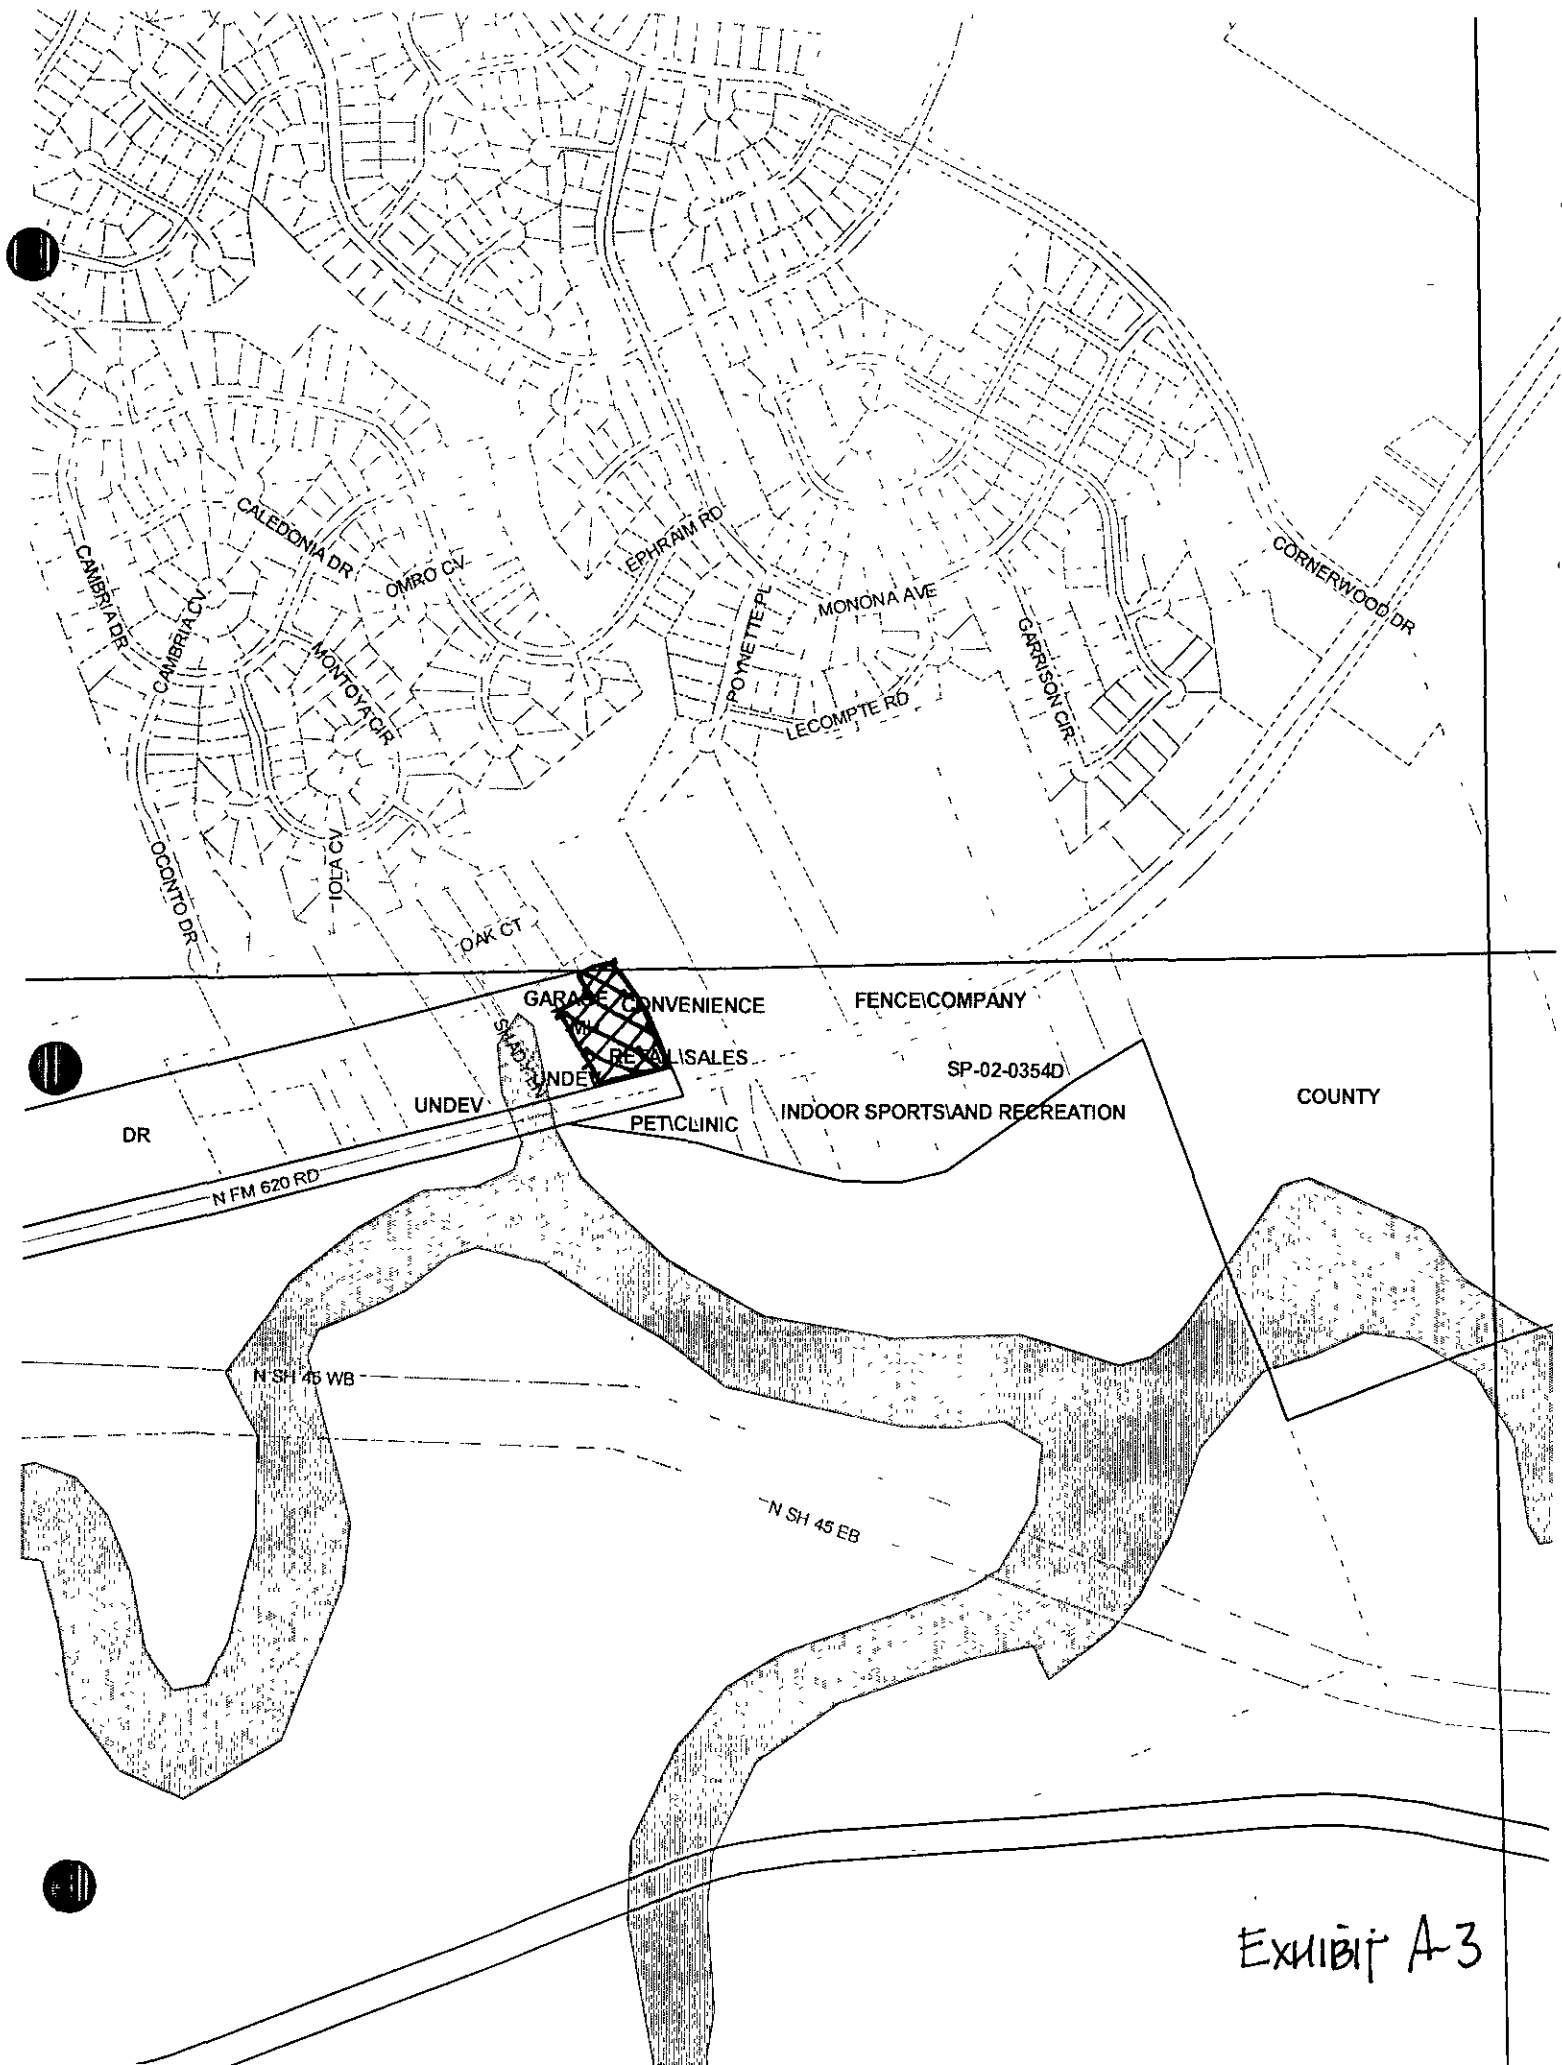 CALEDONIA DR
OMRO CV
EPHRAIM RD
CORNERWOOD DR
CAMBRIA DR
CAMBRIA CV
MONTOYA CIR
POYNETTE PL
MONONA AVE
GARRISON CIR
LECOMPTE RD
OCONTO DR
IOLA CV
OAK CT
GARAGE
CONVENIENCE
FENCE\COMPANY
SHADY LN
RETAIL\SALES
SP-02-0354D
UNDEV
UNDEV
COUNTY
DR
PET\CLINIC
INDOOR SPORTS\AND RECREATION
N FM 620 RD
N SH 45 WB
N SH 45 EB
EXHIBIT A-3